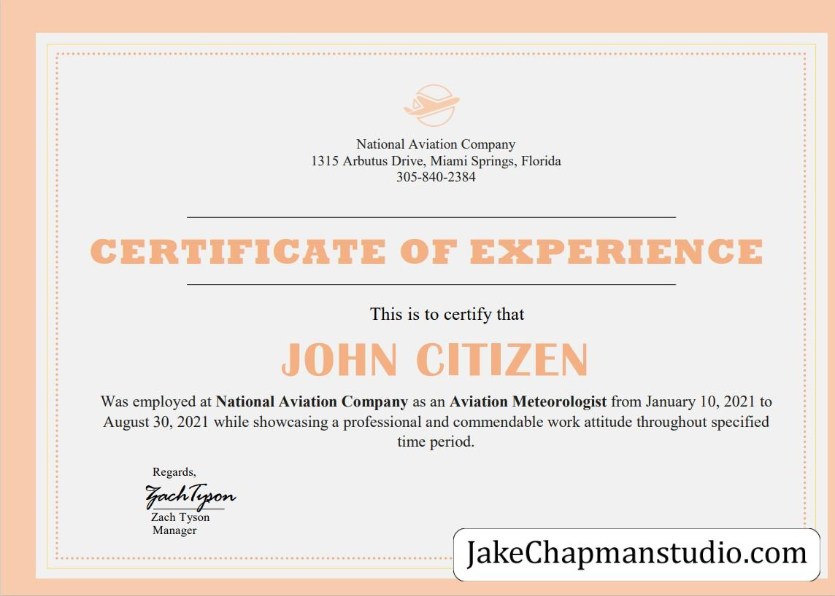 National Aviation Company
1315 Arbutus Drive, Miami Springs, Florida
305-840-2384
CERTIFICATE OF EXPERIENCE
This is to certify that
JOHN CITIZEN
Was employed at National Aviation Company as an Aviation Meteorologist from January 10, 2021 to
August 30, 2021 while showcasing a professional and commendable work attitude throughout specified
time period.
Regards,
Zach Tyson
Zach Tyson
Manager
JakeChapmanstudio.com